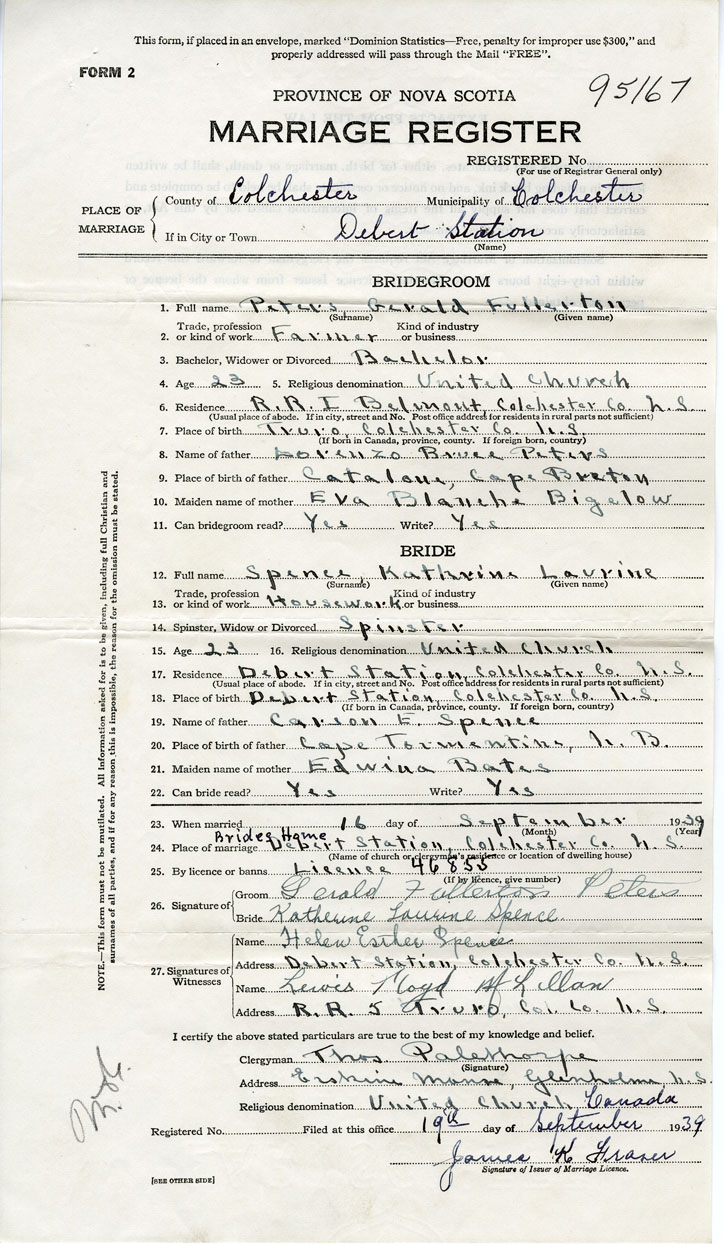 This form, if placed in an envelope, marked "Dominion Statistics—Free, penalty for improper use $300," and
properly addressed will pass through the Mail "FREE".
FORM 2
95167
PROVINCE OF NOVA SCOTIA
MARRIAGE REGISTER
REGISTERED No
(For use of Registrar General only)
PLACE OF MARRIAGE
County of Colchester Municipality of Colchester
If in City or Town Debert Station
(Name)
BRIDEGROOM
1. Full name Peters, Gerald Fullerton
(Surname) (Given name)
2. Trade, profession or kind of work Farmer Kind of industry or business
3. Bachelor, Widower or Divorced Bachelor
4. Age 23 5. Religious denomination United Church
6. Residence R.R. 1 Belmont Colchester Co. N.S.
(Usual place of abode. If in city, street and No. Post office address for residents in rural parts not sufficient)
7. Place of birth Truro, Colchester Co. N.S.
(If born in Canada, province, county. If foreign born, country)
8. Name of father Lorenzo Bruce Peters
9. Place of birth of father Catalone, Cape Breton
10. Maiden name of mother Eva Blanche Bigelow
11. Can bridegroom read? Yes Write? Yes
BRIDE
12. Full name Spence, Kathrine Laurine
(Surname) (Given name)
13. Trade, profession or kind of work Housework Kind of industry or business
14. Spinster, Widow or Divorced Spinster
15. Age 23 16. Religious denomination United Church
17. Residence Debert Station, Colchester Co. N.S.
(Usual place of abode. If in city, street and No. Post office address for residents in rural parts not sufficient)
18. Place of birth Debert Station, Colchester Co. N.S.
(If born in Canada, province, county. If foreign born, country)
19. Name of father Carson E. Spence
20. Place of birth of father Cape Tormentine, N. B.
21. Maiden name of mother Edwina Bates
22. Can bride read? Yes Write? Yes
23. When married 16 day of September 1939
(Month) (Year)
Brides Home
24. Place of marriage Debert Station, Colchester Co. N.S.
(Name of church or clergyman's residence or location of dwelling house)
25. By licence or banns Licence 46855
(If by licence, give number)
26. Signature of
Groom Gerald Fullerton Peters
Bride Katherine Laurine Spence.
27. Signatures of Witnesses
Name Helen Esther Spence
Address Debert Station Colchester Co. N.S.
Name Lewis Lloyd McLellan
Address R.R. 5 Truro, Col. Co. N.S.
I certify the above stated particulars are true to the best of my knowledge and belief.
Clergyman Thos Palethorpe
(Signature)
Address Erskine Manse, Glenholme N.S.
Religious denomination United Church Canada
Registered No. Filed at this office 19th day of September 1939
James K Fraser
Signature of Issuer of Marriage Licence.
[SEE OTHER SIDE]
NOTE.—This form must not be mutilated. All information asked for is to be given, including full Christian and
surnames of all parties, and if for any reason this is impossible, the reason for the omission must be stated.